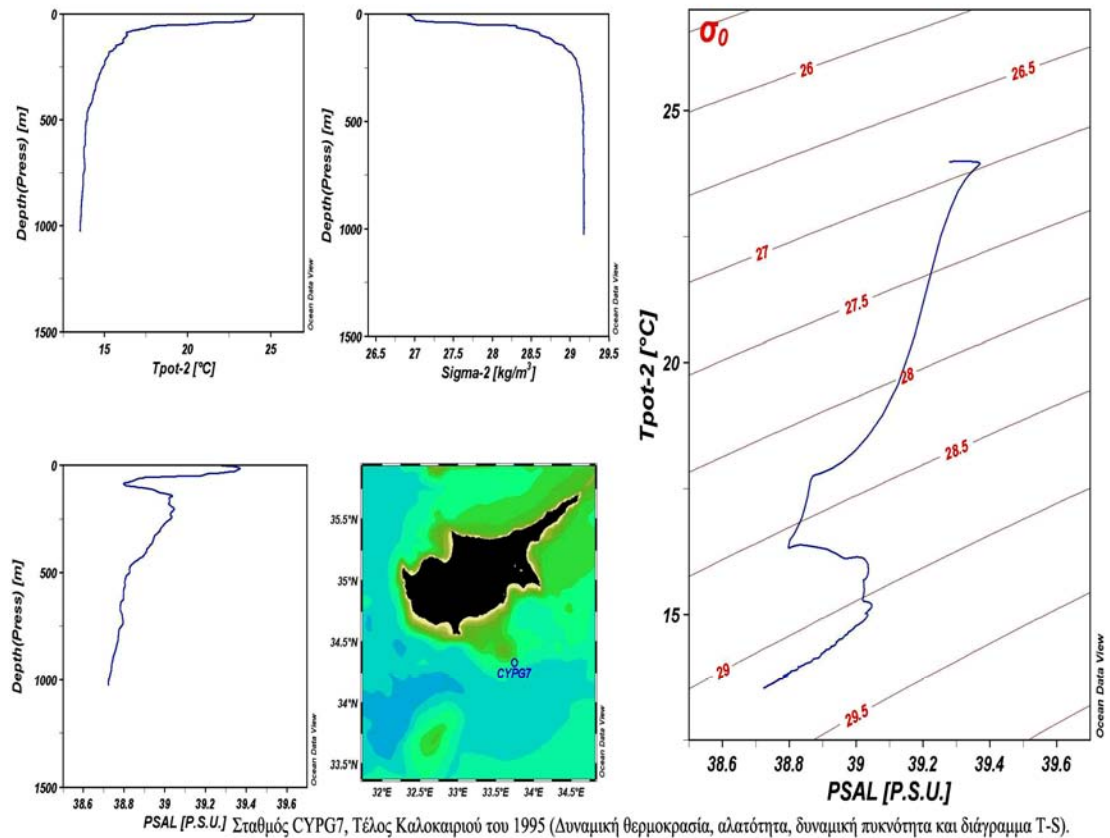 0
500
1000
1500
Depth(Press) [m]
15 20 25
Tpot-2 [°C]
Ocean Data View
0
500
1000
1500
Depth(Press) [m]
26.5 27 27.5 28 28.5 29 29.5
Sigma-2 [kg/m³]
Ocean Data View
σ₀
26
26.5
27
27.5
28
28.5
29
29.5
25
20
15
Tpot-2 [°C]
38.6 38.8 39 39.2 39.4 39.6
PSAL [P.S.U.]
Ocean Data View
0
500
1000
1500
Depth(Press) [m]
38.6 38.8 39 39.2 39.4 39.6
PSAL [P.S.U.]
Ocean Data View
35.5°N
35°N
34.5°N
34°N
33.5°N
CYPG7
32°E 32.5°E 33°E 33.5°E 34°E 34.5°E
Ocean Data View
Σταθμός CYPG7, Τέλος Καλοκαιριού του 1995 (Δυναμική θερμοκρασία, αλατότητα, δυναμική πυκνότητα και διάγραμμα T-S).